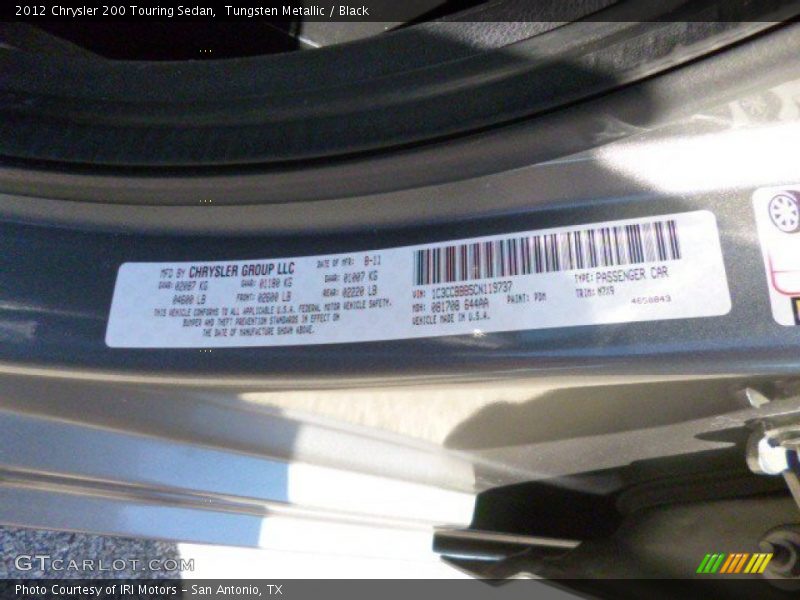 2012 Chrysler 200 Touring Sedan, Tungsten Metallic / Black
MFD BY CHRYSLER GROUP LLC DATE OF MFR: 8-11
GVWR: 02087 KG GAWR: 01180 KG GAWR: 01007 KG
04600 LB FRONT: 02600 LB REAR: 02220 LB
THIS VEHICLE CONFORMS TO ALL APPLICABLE U.S.A. FEDERAL MOTOR VEHICLE SAFETY,
BUMPER AND THEFT PREVENTION STANDARDS IN EFFECT ON
THE DATE OF MANUFACTURE SHOWN ABOVE.
VIN: 1C3CCBBB5CN119737 TYPE: PASSENGER CAR
MDH: 081708 644AA PAINT: PDM TRIM: M7X9
VEHICLE MADE IN U.S.A. 4658843
GTCARLOT.COM
Photo Courtesy of IRI Motors – San Antonio, TX